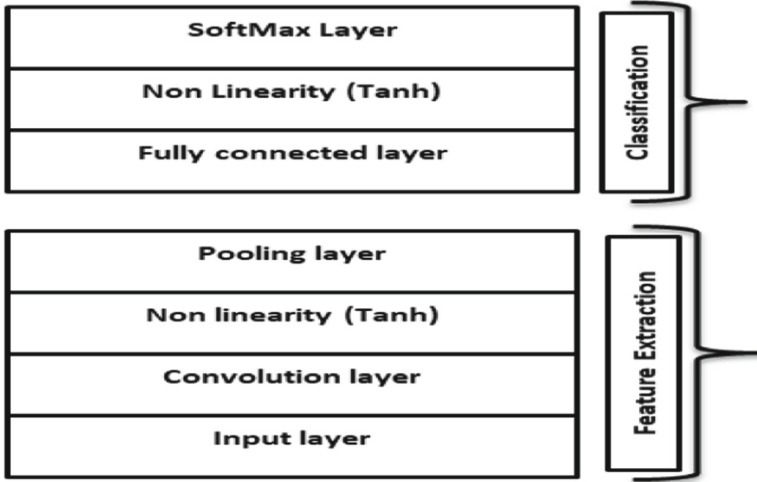 SoftMax Layer
Non Linearity (Tanh)
Fully connected layer
Classification
Pooling layer
Non linearity (Tanh)
Convolution layer
Input layer
Feature Extraction